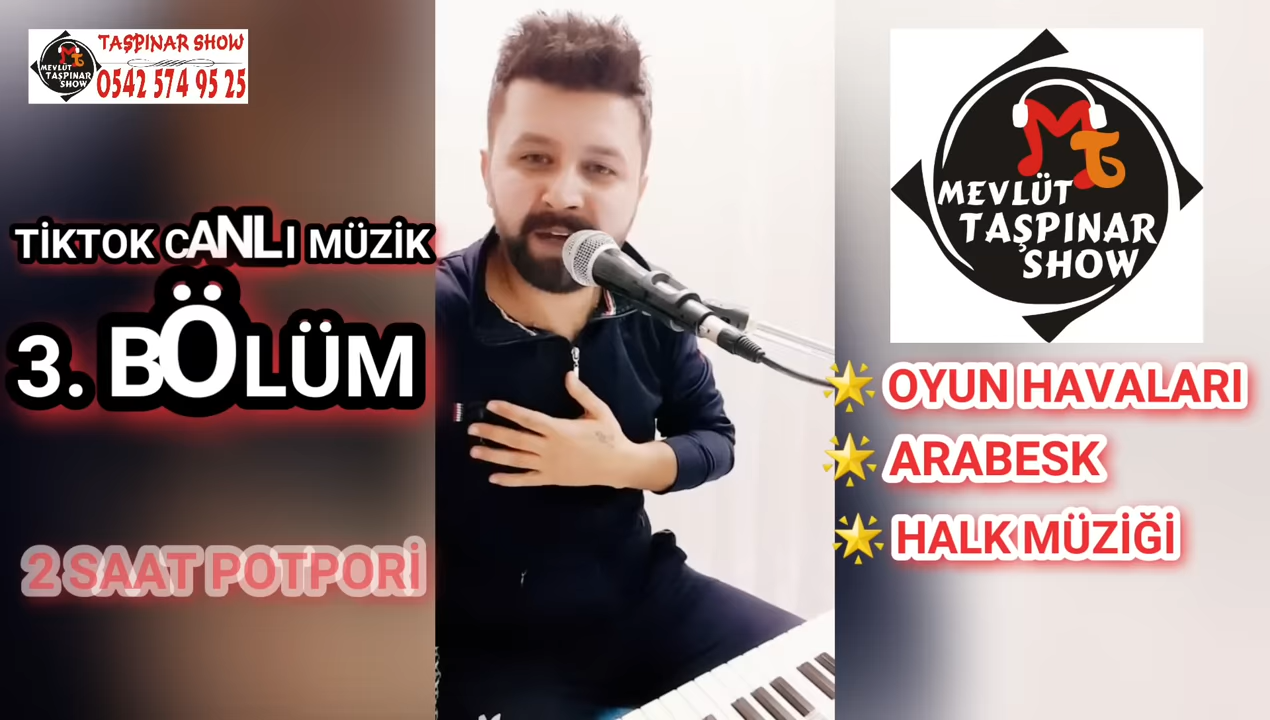 TAŞPINAR SHOW
MEVLÜT
TAŞPINAR
SHOW
0542 574 95 25
TİKTOK CANLI MÜZİK
3. BÖLÜM
2 SAAT POTPORİ
Mt
MEVLÜT
TAŞPINAR
SHOW
🌟 OYUN HAVALARI
🌟 ARABESK
🌟 HALK MÜZİĞİ